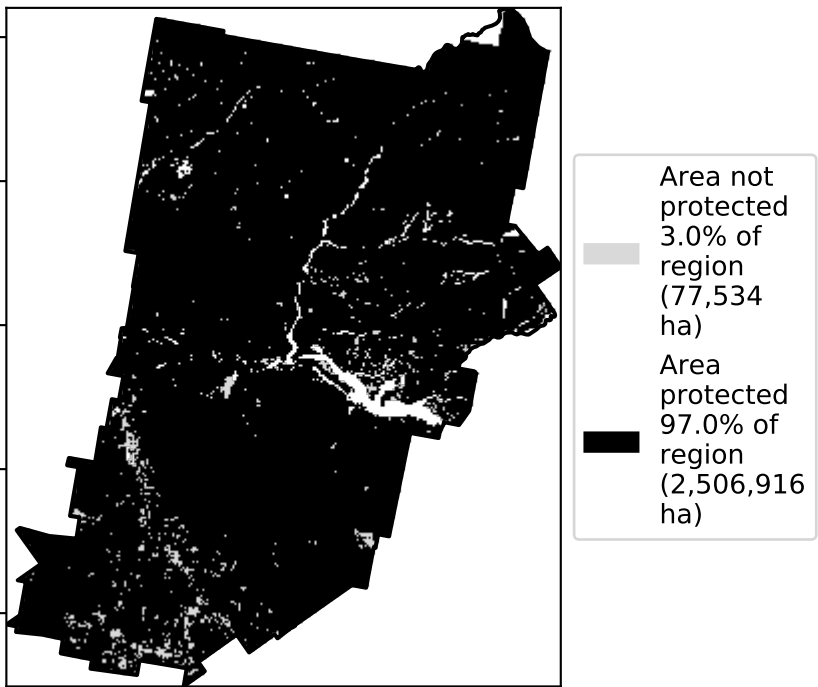 Area not
protected
3.0% of
region
(77,534
ha)
Area
protected
97.0% of
region
(2,506,916
ha)